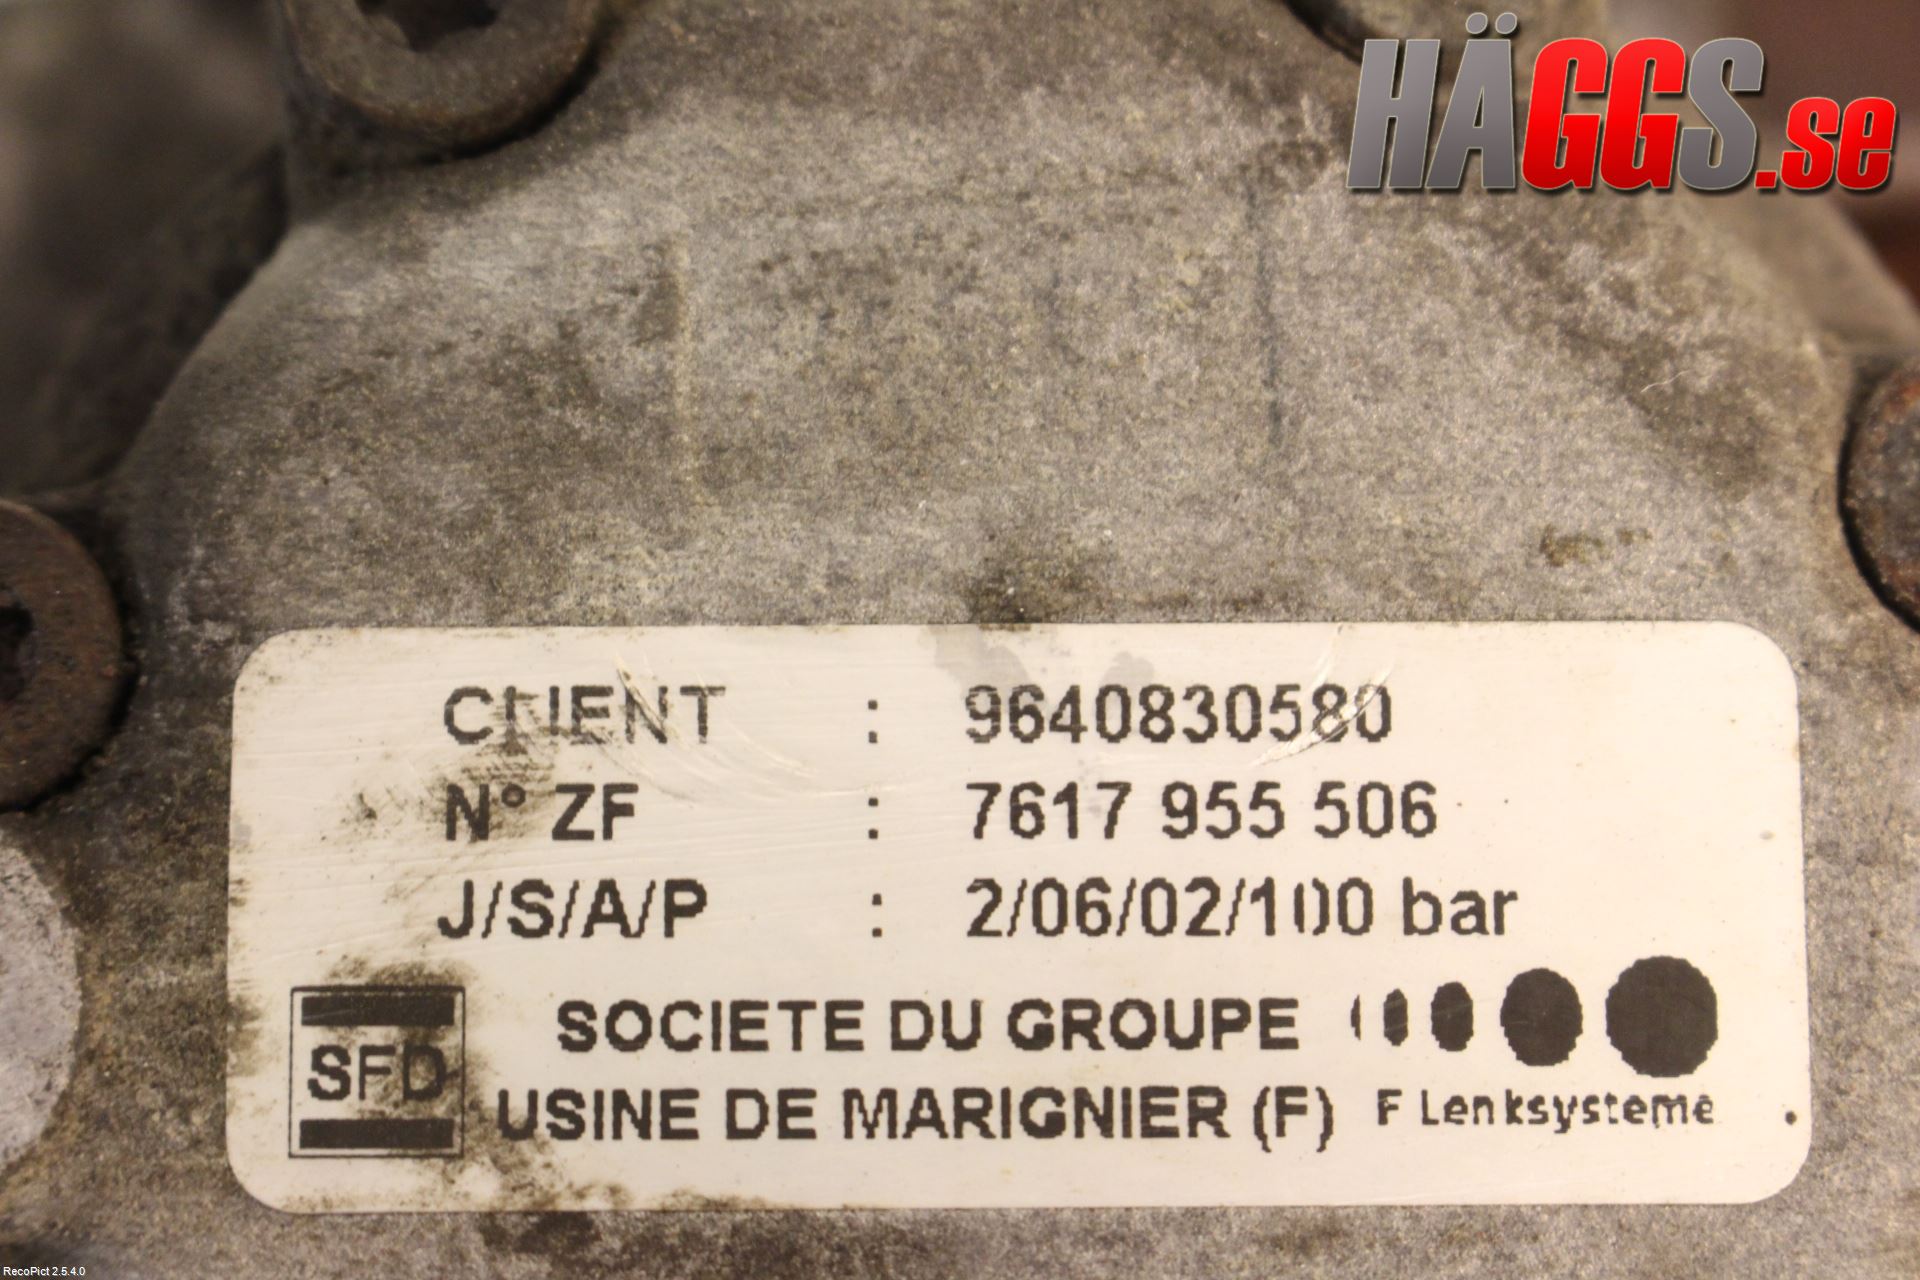 HÄGGS.se
CLIENT : 9640830580
N° ZF : 7617 955 506
J/S/A/P : 2/06/02/100 bar
SFD
SOCIETE DU GROUPE
USINE DE MARIGNIER (F)
F Lenksysteme
RecoPict 2.5.4.0